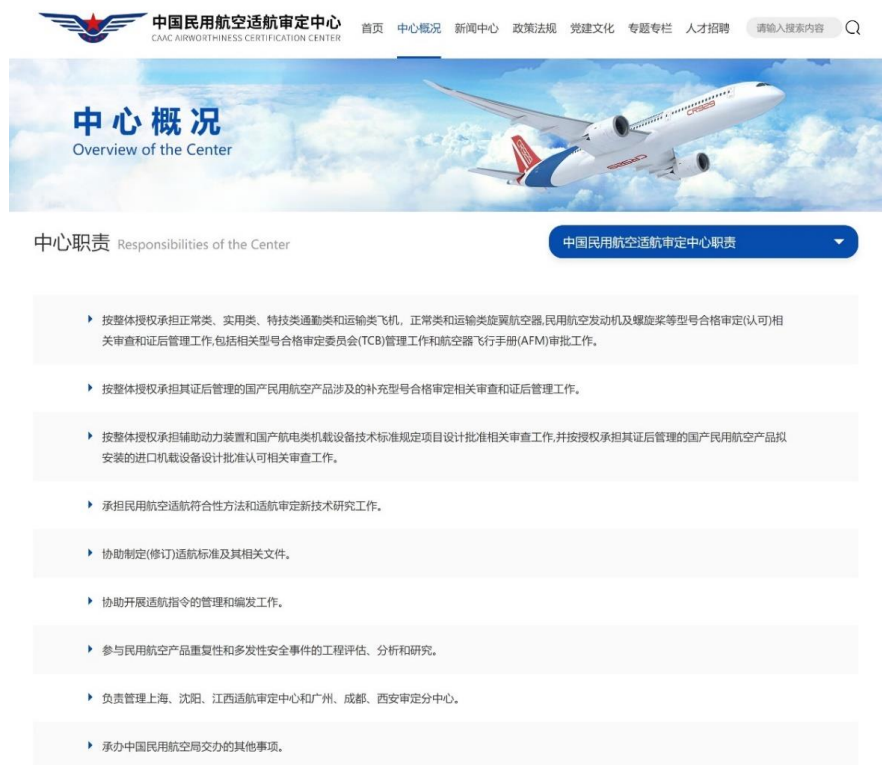 中国民用航空适航审定中心
CAAC AIRWORTHINESS CERTIFICATION CENTER
首页 中心概况 新闻中心 政策法规 党建文化 专题专栏 人才招聘 请输入搜索内容
中心概况
Overview of the Center
CR929
CR929
CR929
中心职责 Responsibilities of the Center
中国民用航空适航审定中心职责
按整体授权承担正常类、实用类、特技类通勤类和运输类飞机，正常类和运输类旋翼航空器,民用航空发动机及螺旋桨等型号合格审定(认可)相
关审查和证后管理工作,包括相关型号合格审定委员会(TCB)管理工作和航空器飞行手册(AFM)审批工作。
按整体授权承担其证后管理的国产民用航空产品涉及的补充型号合格审定相关审查和证后管理工作。
按整体授权承担辅助动力装置和国产航电类机载设备技术标准规定项目设计批准相关审查工作,并按授权承担其证后管理的国产民用航空产品拟
安装的进口机载设备设计批准认可相关审查工作。
承担民用航空适航符合性方法和适航审定新技术研究工作。
协助制定(修订)适航标准及其相关文件。
协助开展适航指令的管理和编发工作。
参与民用航空产品重复性和多发性安全事件的工程评估、分析和研究。
负责管理上海、沈阳、江西适航审定中心和广州、成都、西安审定分中心。
承办中国民用航空局交办的其他事项。